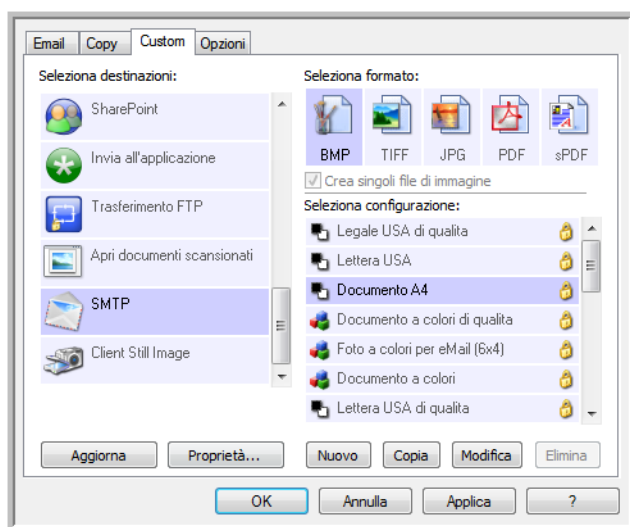 Email Copy Custom Opzioni
Seleziona destinazioni:
SharePoint
Invia all'applicazione
Trasferimento FTP
Apri documenti scansionati
SMTP
Client Still Image
Aggiorna Proprietà...
Seleziona formato:
BMP TIFF JPG PDF sPDF
Crea singoli file di immagine
Seleziona configurazione:
Legale USA di qualita
Lettera USA
Documento A4
Documento a colori di qualita
Foto a colori per eMail (6x4)
Documento a colori
Lettera USA di qualita
Nuovo Copia Modifica Elimina
OK Annulla Applica ?